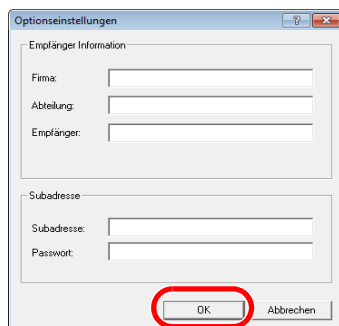 Optionseinstellungen
Empfänger Information
Firma:
Abteilung:
Empfänger:
Subadresse
Subadresse:
Passwort:
OK Abbrechen